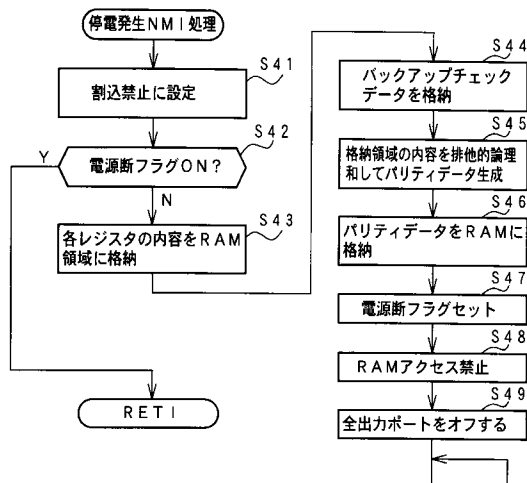 停電発生NMI処理
S41
割込禁止に設定
S42
電源断フラグON？
Y
N
S43
各レジスタの内容をRAM
領域に格納
RETI
S44
バックアップチェック
データを格納
S45
格納領域の内容を排他的論理
和してパリティデータ生成
S46
パリティデータをRAMに
格納
S47
電源断フラグセット
S48
RAMアクセス禁止
S49
全出力ポートをオフする